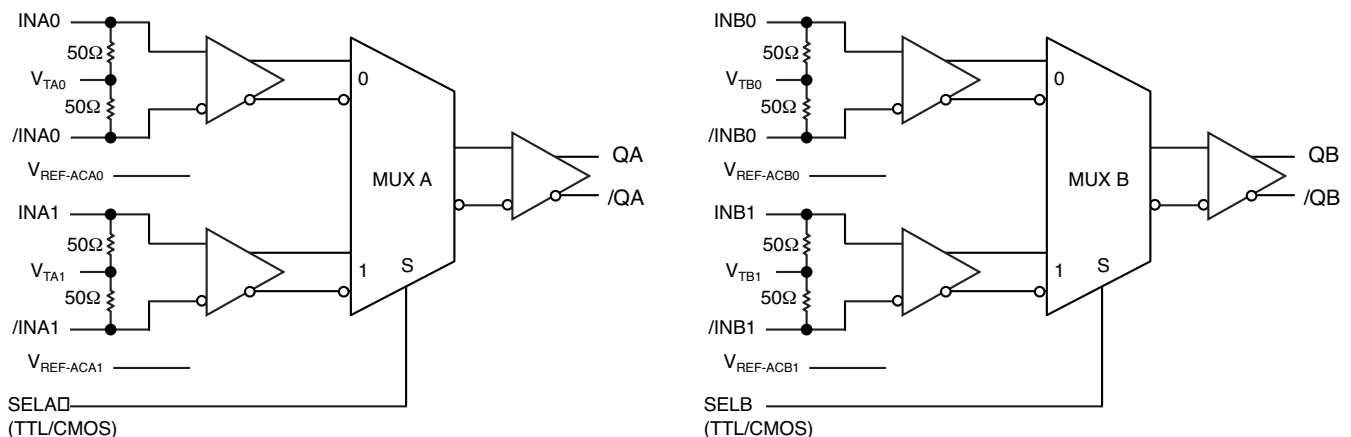 INA0
50Ω
VTA0
50Ω
/INA0
VREF-ACA0
INA1
50Ω
VTA1
50Ω
/INA1
VREF-ACA1
SELA□
(TTL/CMOS)
0
MUX A
1
S
QA
/QA
INB0
50Ω
VTB0
50Ω
/INB0
VREF-ACB0
INB1
50Ω
VTB1
50Ω
/INB1
VREF-ACB1
SELB
(TTL/CMOS)
0
MUX B
1
S
QB
/QB